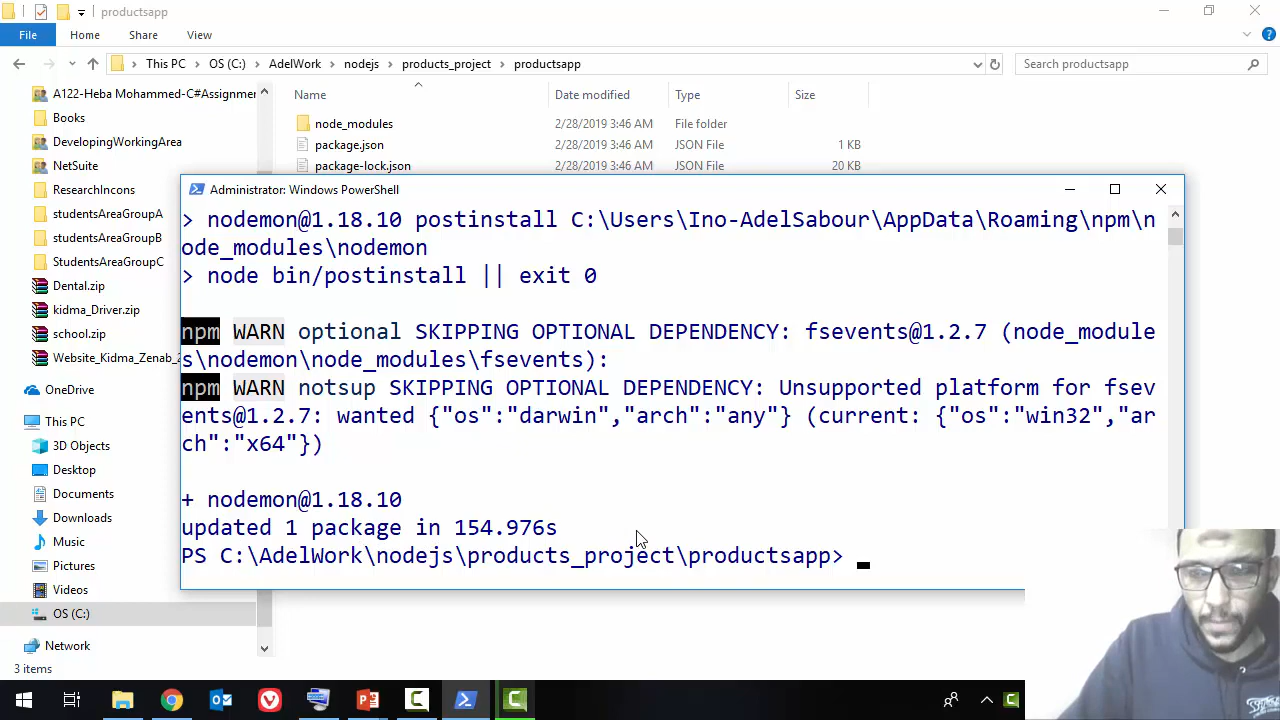 productsapp
File Home Share View
This PC OS (C:) AdelWork nodejs products_project productsapp Search productsapp
Name Date modified Type Size
node_modules 2/28/2019 3:46 AM File folder
package.json 2/28/2019 3:46 AM JSON File 1 KB
package-lock.json 2/28/2019 3:46 AM JSON File 20 KB
A122-Heba Mohammed-C#Assignmer
Books
DevelopingWorkingArea
NetSuite
ResearchIncons
studentsAreaGroupA
studentsAreaGroupB
StudentsAreaGroupC
Dental.zip
kidma_Driver.zip
school.zip
Website_Kidma_Zenab_2
OneDrive
This PC
3D Objects
Desktop
Documents
Downloads
Music
Pictures
Videos
OS (C:)
Network
3 items
Administrator: Windows PowerShell
> nodemon@1.18.10 postinstall C:\Users\Ino-AdelSabour\AppData\Roaming\npm\n
ode_modules\nodemon
> node bin/postinstall || exit 0
npm WARN optional SKIPPING OPTIONAL DEPENDENCY: fsevents@1.2.7 (node_module
s\nodemon\node_modules\fsevents):
npm WARN notsup SKIPPING OPTIONAL DEPENDENCY: Unsupported platform for fsev
ents@1.2.7: wanted {"os":"darwin","arch":"any"} (current: {"os":"win32","ar
ch":"x64"})
+ nodemon@1.18.10
updated 1 package in 154.976s
PS C:\AdelWork\nodejs\products_project\productsapp>